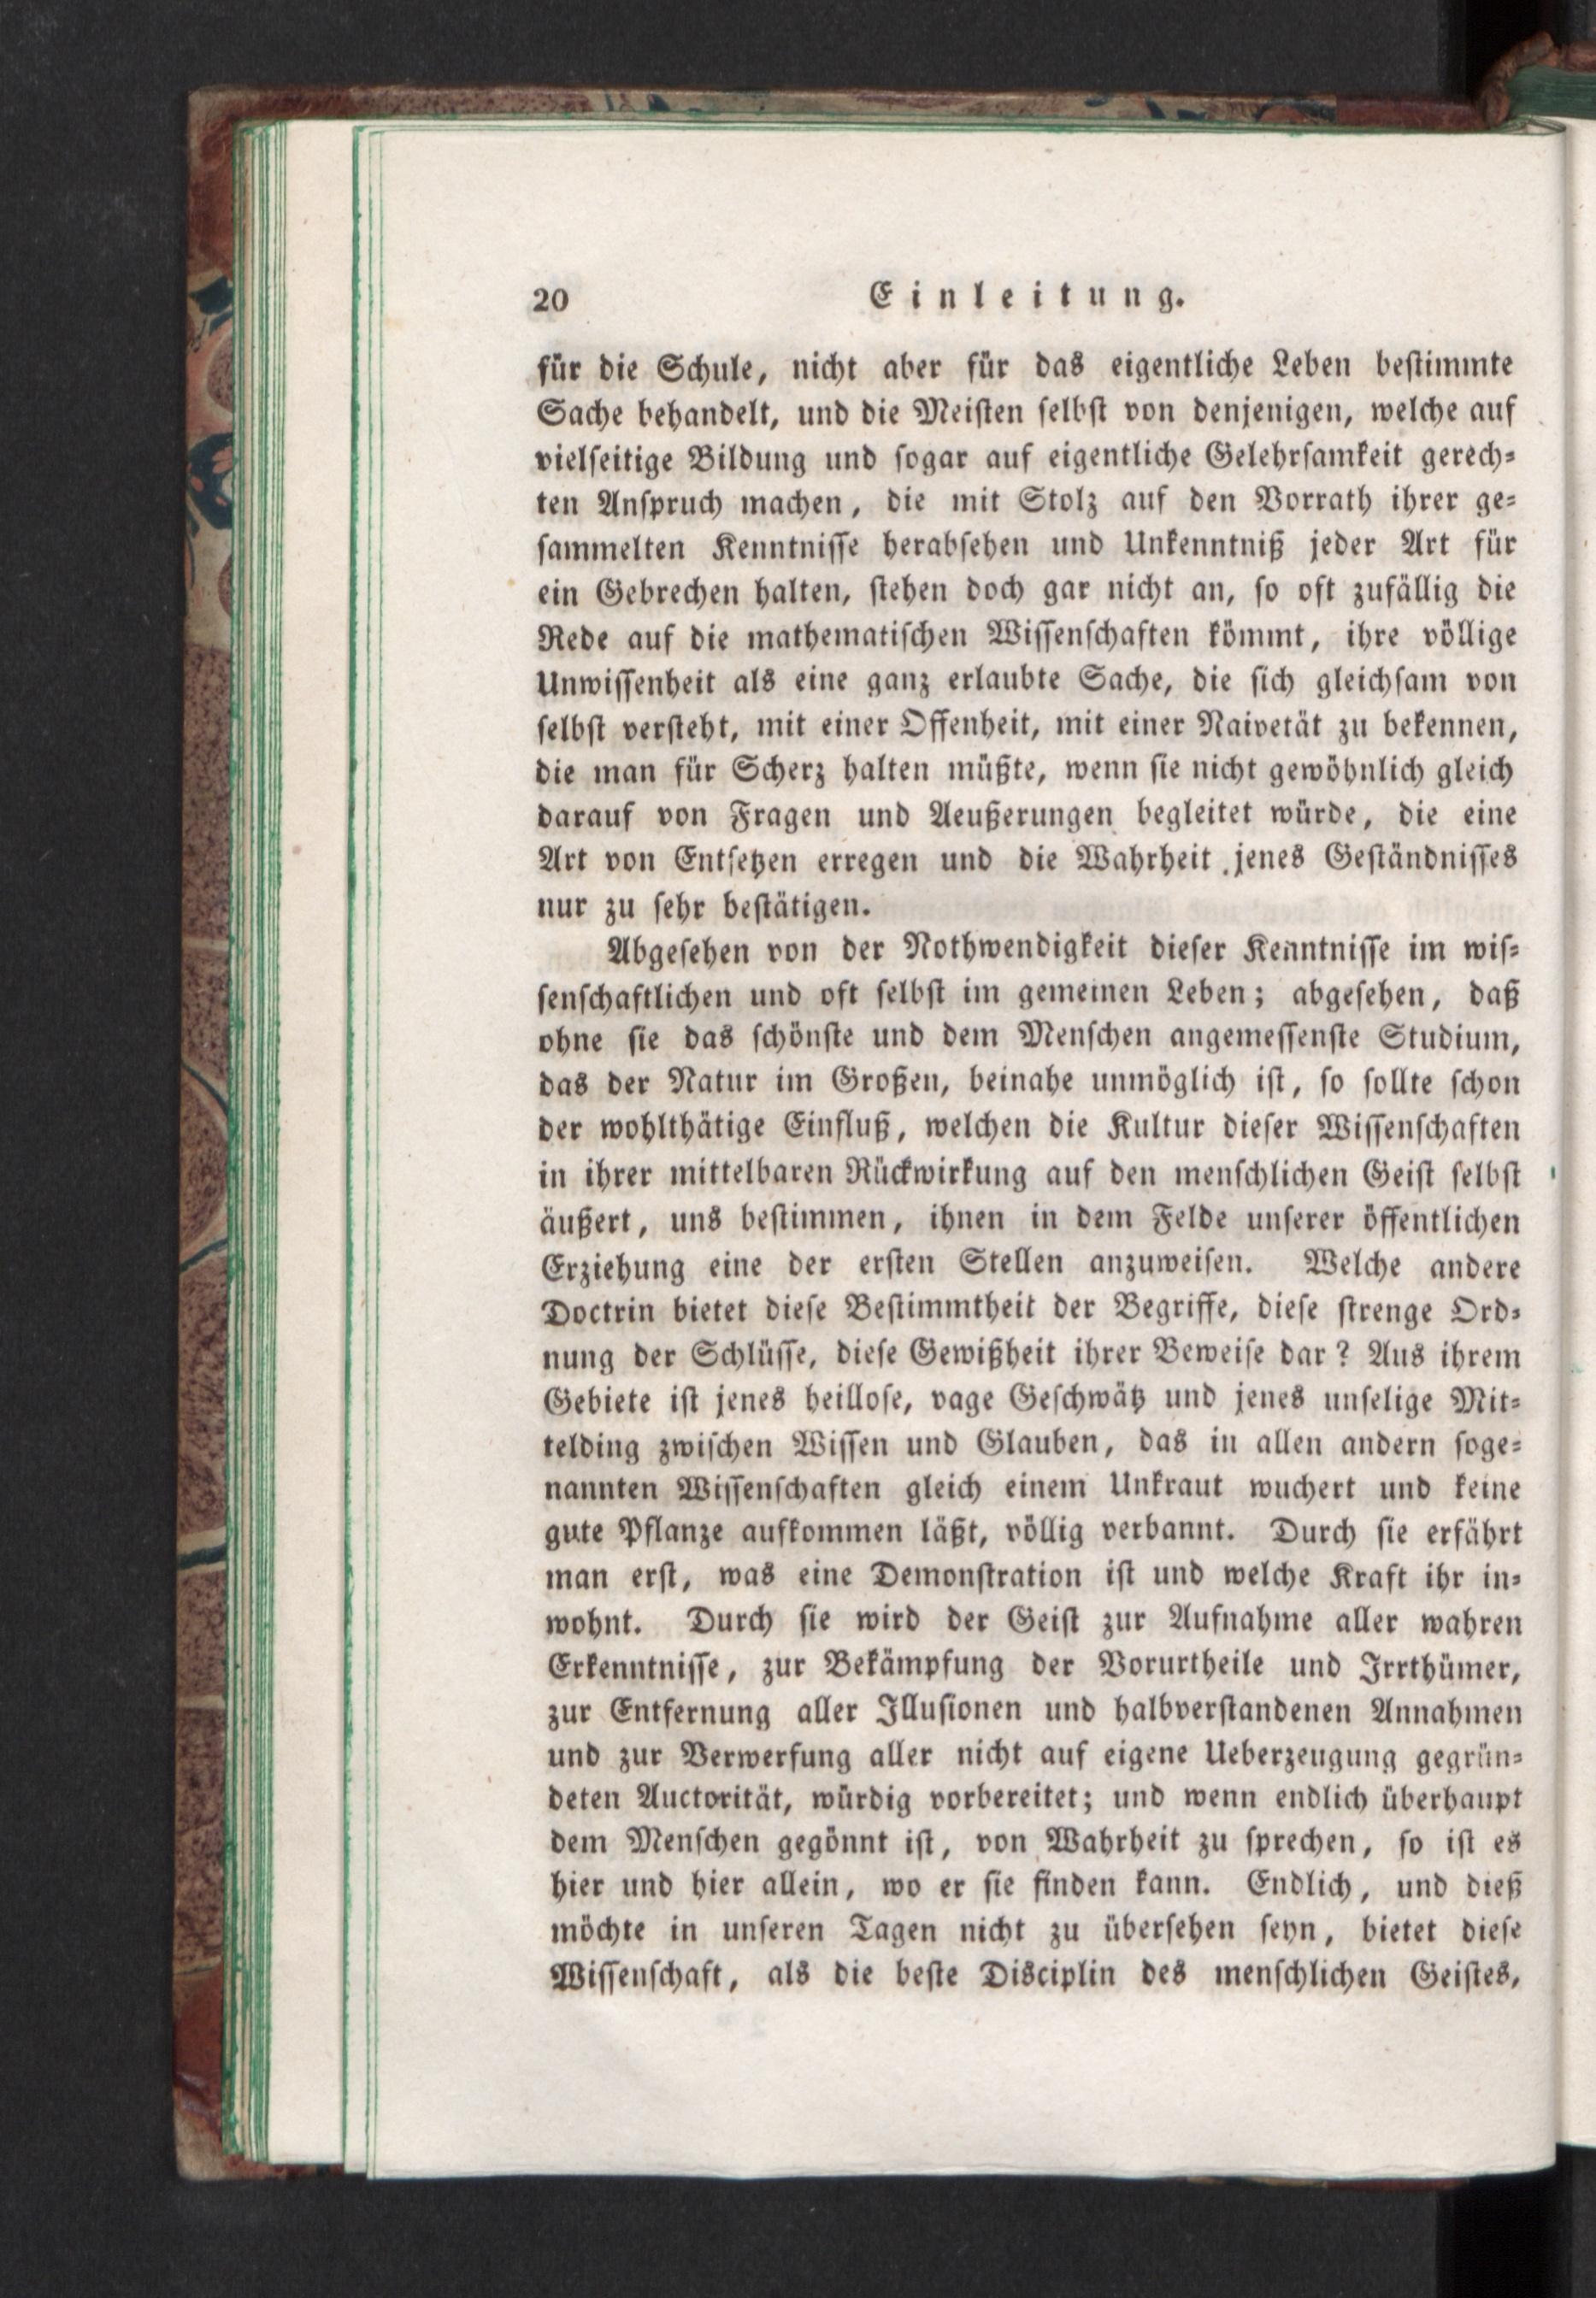 20 Einleitung.
für die Schule, nicht aber für das eigentliche Leben beſtimmte
Sache behandelt, und die Meiſten ſelbſt von denjenigen, welche auf
vielſeitige Bildung und ſogar auf eigentliche Gelehrſamkeit gerech⸗
ten Anſpruch machen, die mit Stolz auf den Vorrath ihrer ge⸗
ſammelten Kenntniſſe herabſehen und Unkenntniß jeder Art für
ein Gebrechen halten, ſtehen doch gar nicht an, ſo oft zufällig die
Rede auf die mathematiſchen Wiſſenſchaften kömmt, ihre völlige
Unwiſſenheit als eine ganz erlaubte Sache, die ſich gleichſam von
ſelbſt verſteht, mit einer Offenheit, mit einer Naivetät zu bekennen,
die man für Scherz halten müßte, wenn ſie nicht gewöhnlich gleich
darauf von Fragen und Aeußerungen begleitet würde, die eine
Art von Entſetzen erregen und die Wahrheit jenes Geſtändniſſes
nur zu ſehr beſtätigen.
Abgeſehen von der Nothwendigkeit dieſer Kenntniſſe im wiſ⸗
ſenſchaftlichen und oft ſelbſt im gemeinen Leben; abgeſehen, daß
ohne ſie das ſchönſte und dem Menſchen angemeſſenſte Studium,
das der Natur im Großen, beinahe unmöglich iſt, ſo ſollte ſchon
der wohlthätige Einfluß, welchen die Kultur dieſer Wiſſenſchaften
in ihrer mittelbaren Rückwirkung auf den menſchlichen Geiſt ſelbſt
äußert, uns beſtimmen, ihnen in dem Felde unſerer öffentlichen
Erziehung eine der erſten Stellen anzuweiſen. Welche andere
Doctrin bietet dieſe Beſtimmtheit der Begriffe, dieſe ſtrenge Ord⸗
nung der Schlüſſe, dieſe Gewißheit ihrer Beweiſe dar? Aus ihrem
Gebiete iſt jenes heilloſe, vage Geſchwätz und jenes unſelige Mit⸗
telding zwiſchen Wiſſen und Glauben, das in allen andern ſoge⸗
nannten Wiſſenſchaften gleich einem Unkraut wuchert und keine
gute Pflanze aufkommen läßt, völlig verbannt. Durch ſie erfährt
man erſt, was eine Demonſtration iſt und welche Kraft ihr in⸗
wohnt. Durch ſie wird der Geiſt zur Aufnahme aller wahren
Erkenntniſſe, zur Bekämpfung der Vorurtheile und Irrthümer,
zur Entfernung aller Illuſionen und halbverſtandenen Annahmen
und zur Verwerfung aller nicht auf eigene Ueberzeugung gegrün⸗
deten Auctorität, würdig vorbereitet; und wenn endlich überhaupt
dem Menſchen gegönnt iſt, von Wahrheit zu ſprechen, ſo iſt es
hier und hier allein, wo er ſie finden kann. Endlich, und dieß
möchte in unſeren Tagen nicht zu überſehen ſeyn, bietet dieſe
Wiſſenſchaft, als die beſte Disciplin des menſchlichen Geiſtes,